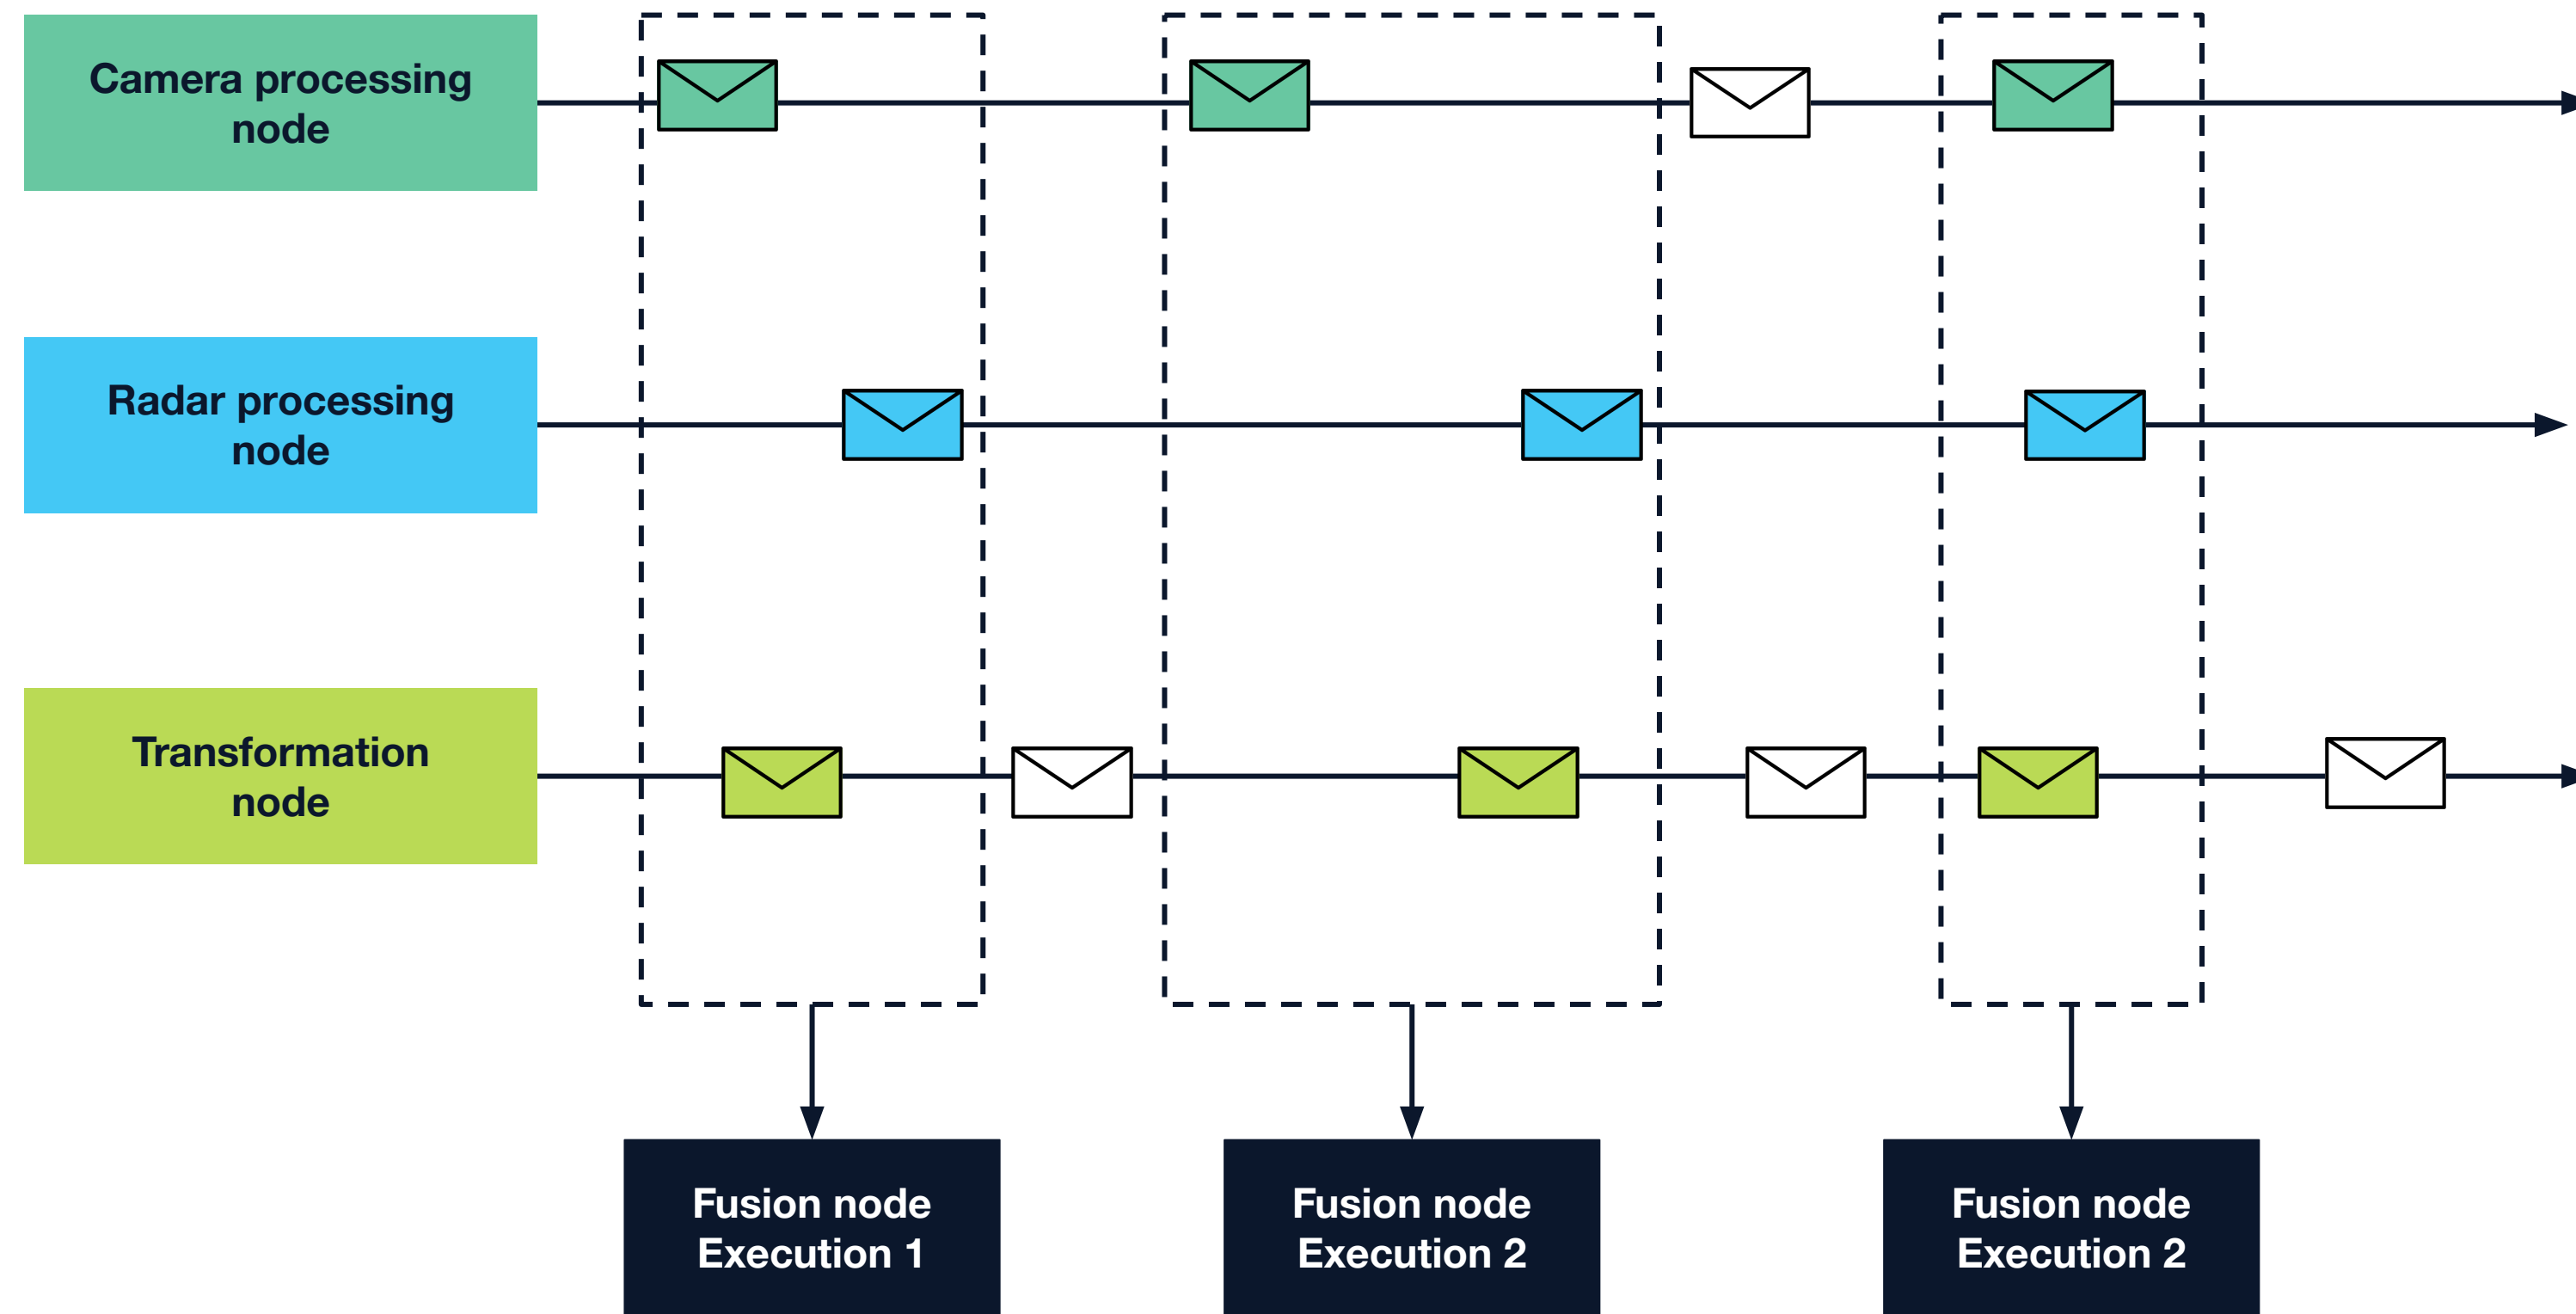 Camera processing
node
Radar processing
node
Transformation
node
Fusion node
Execution 1
Fusion node
Execution 2
Fusion node
Execution 2